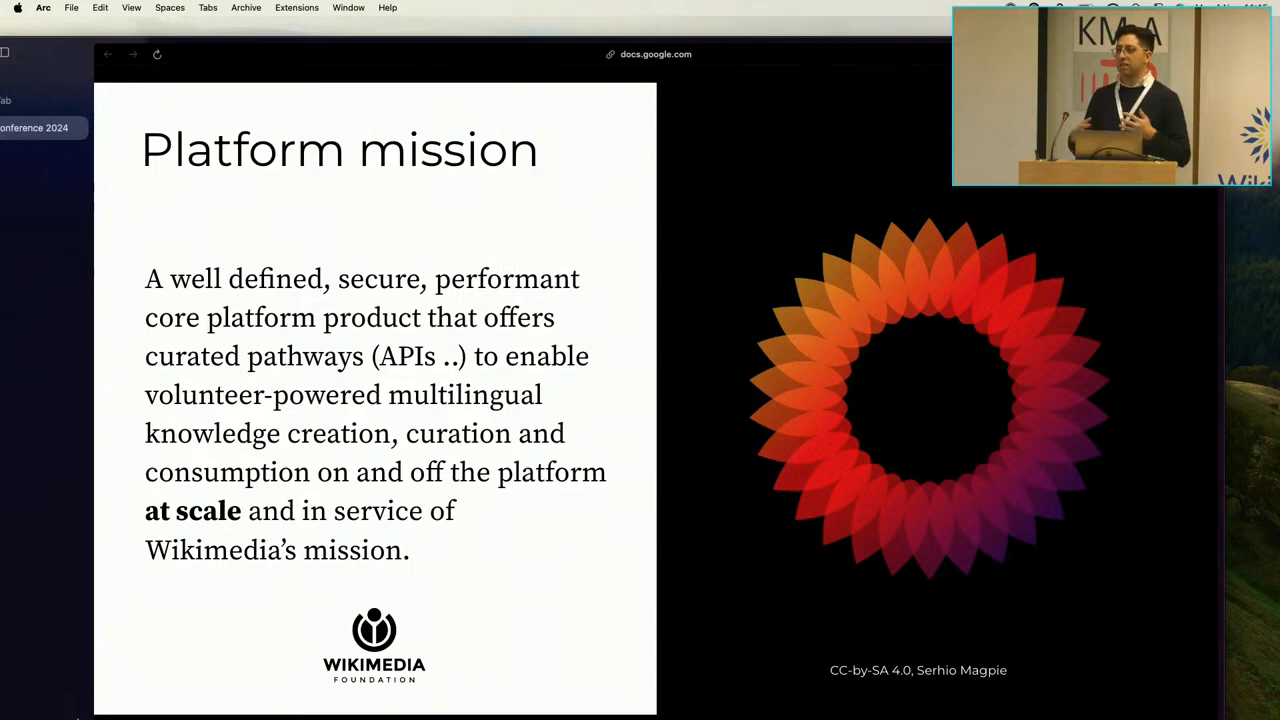 Arc File Edit View Spaces Tabs Archive Extensions Window Help
docs.google.com
ab
onference 2024
Platform mission
A well defined, secure, performant
core platform product that offers
curated pathways (APIs ..) to enable
volunteer-powered multilingual
knowledge creation, curation and
consumption on and off the platform
at scale and in service of
Wikimedia’s mission.
WIKIMEDIA
FOUNDATION
CC-by-SA 4.0, Serhio Magpie